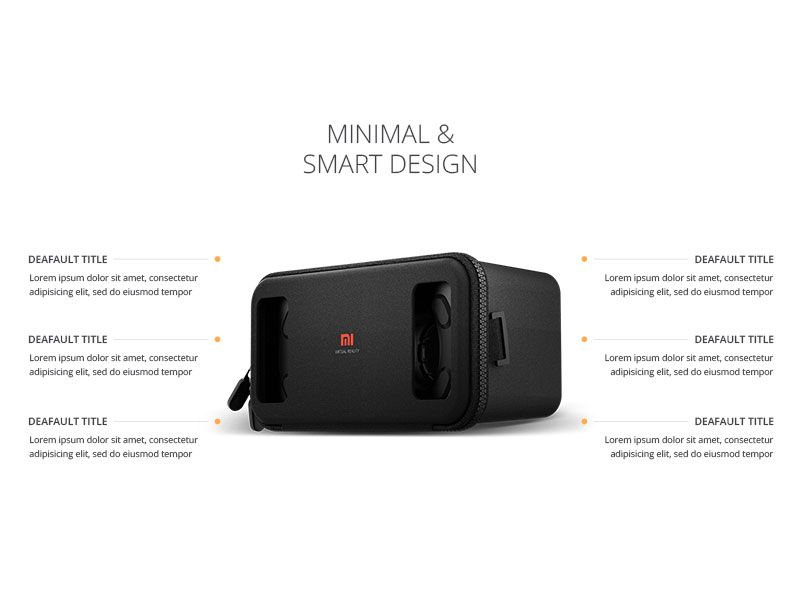 MINIMAL &
SMART DESIGN
DEAFAULT TITLE
Lorem ipsum dolor sit amet, consectetur
adipisicing elit, sed do eiusmod tempor
DEAFAULT TITLE
Lorem ipsum dolor sit amet, consectetur
adipisicing elit, sed do eiusmod tempor
DEAFAULT TITLE
Lorem ipsum dolor sit amet, consectetur
adipisicing elit, sed do eiusmod tempor
MI
VIRTUAL REALITY
DEAFAULT TITLE
Lorem ipsum dolor sit amet, consectetur
adipisicing elit, sed do eiusmod tempor
DEAFAULT TITLE
Lorem ipsum dolor sit amet, consectetur
adipisicing elit, sed do eiusmod tempor
DEAFAULT TITLE
Lorem ipsum dolor sit amet, consectetur
adipisicing elit, sed do eiusmod tempor